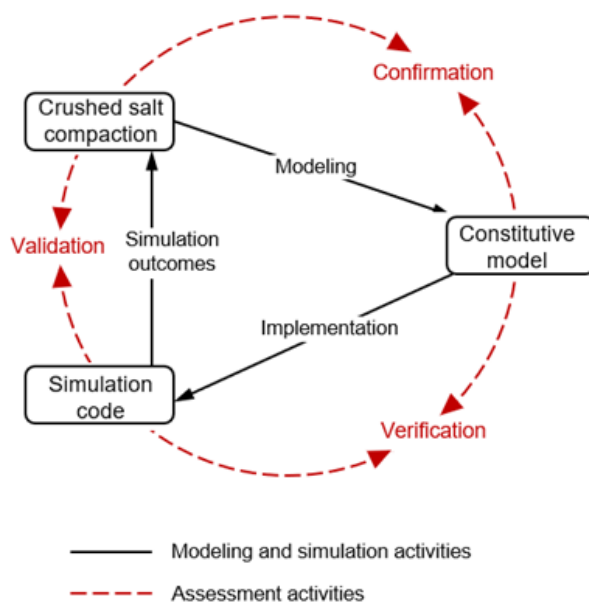 Confirmation
Crushed salt
compaction
Modeling
Validation
Simulation
outcomes
Constitutive
model
Implementation
Simulation
code
Verification
Modeling and simulation activities
Assessment activities